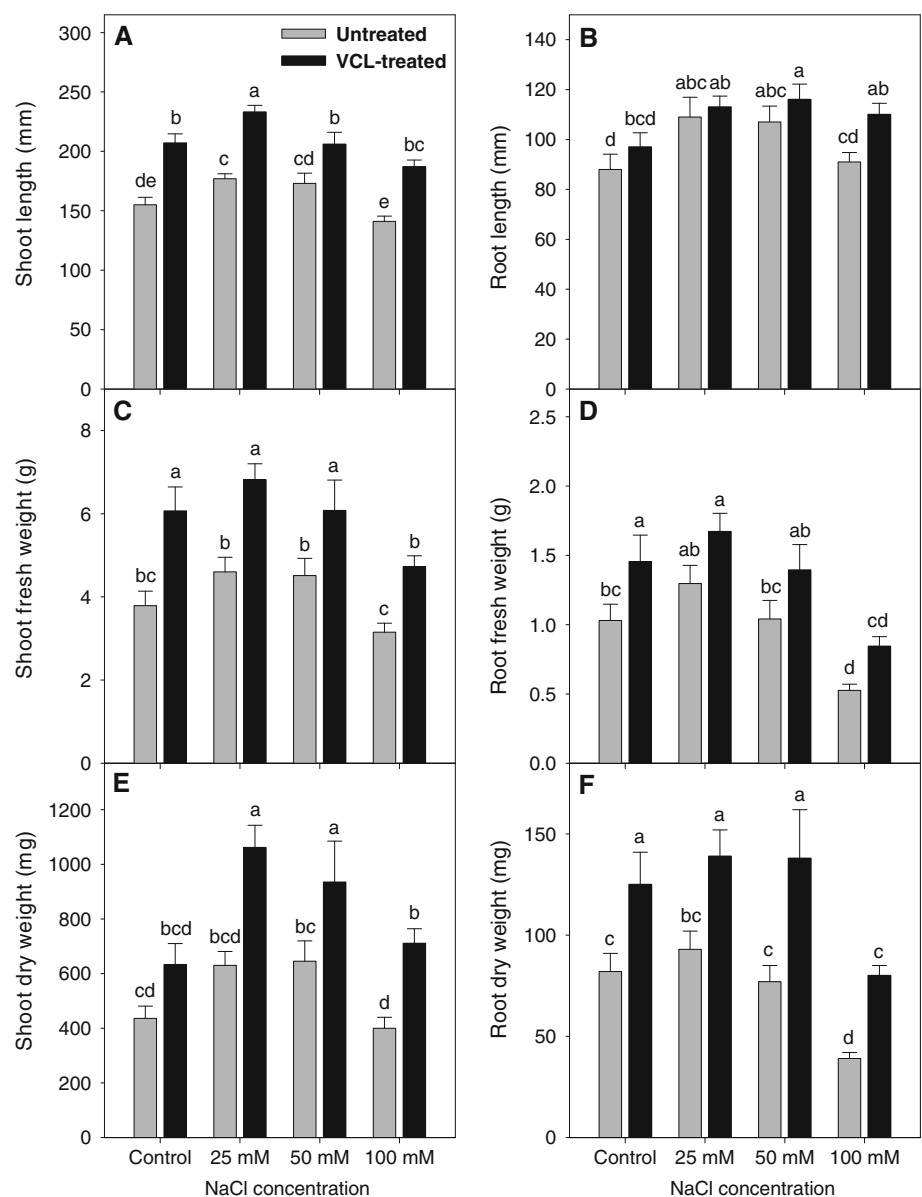 A
Untreated
VCL-treated
Shoot length (mm)
300
250
200
150
100
50
0
de
b
c
a
cd
b
e
bc
B
Root length (mm)
140
120
100
80
60
40
20
0
d
bcd
abc
ab
abc
a
cd
ab
C
Shoot fresh weight (g)
8
6
4
2
0
bc
a
b
a
b
a
c
b
D
Root fresh weight (g)
2.5
2.0
1.5
1.0
0.5
0.0
bc
a
ab
a
bc
ab
d
cd
E
Shoot dry weight (mg)
1200
1000
800
600
400
200
0
cd
bcd
bcd
a
bc
a
d
b
Control 25 mM 50 mM 100 mM
NaCl concentration
F
Root dry weight (mg)
150
100
50
0
c
a
bc
a
c
a
d
c
Control 25 mM 50 mM 100 mM
NaCl concentration